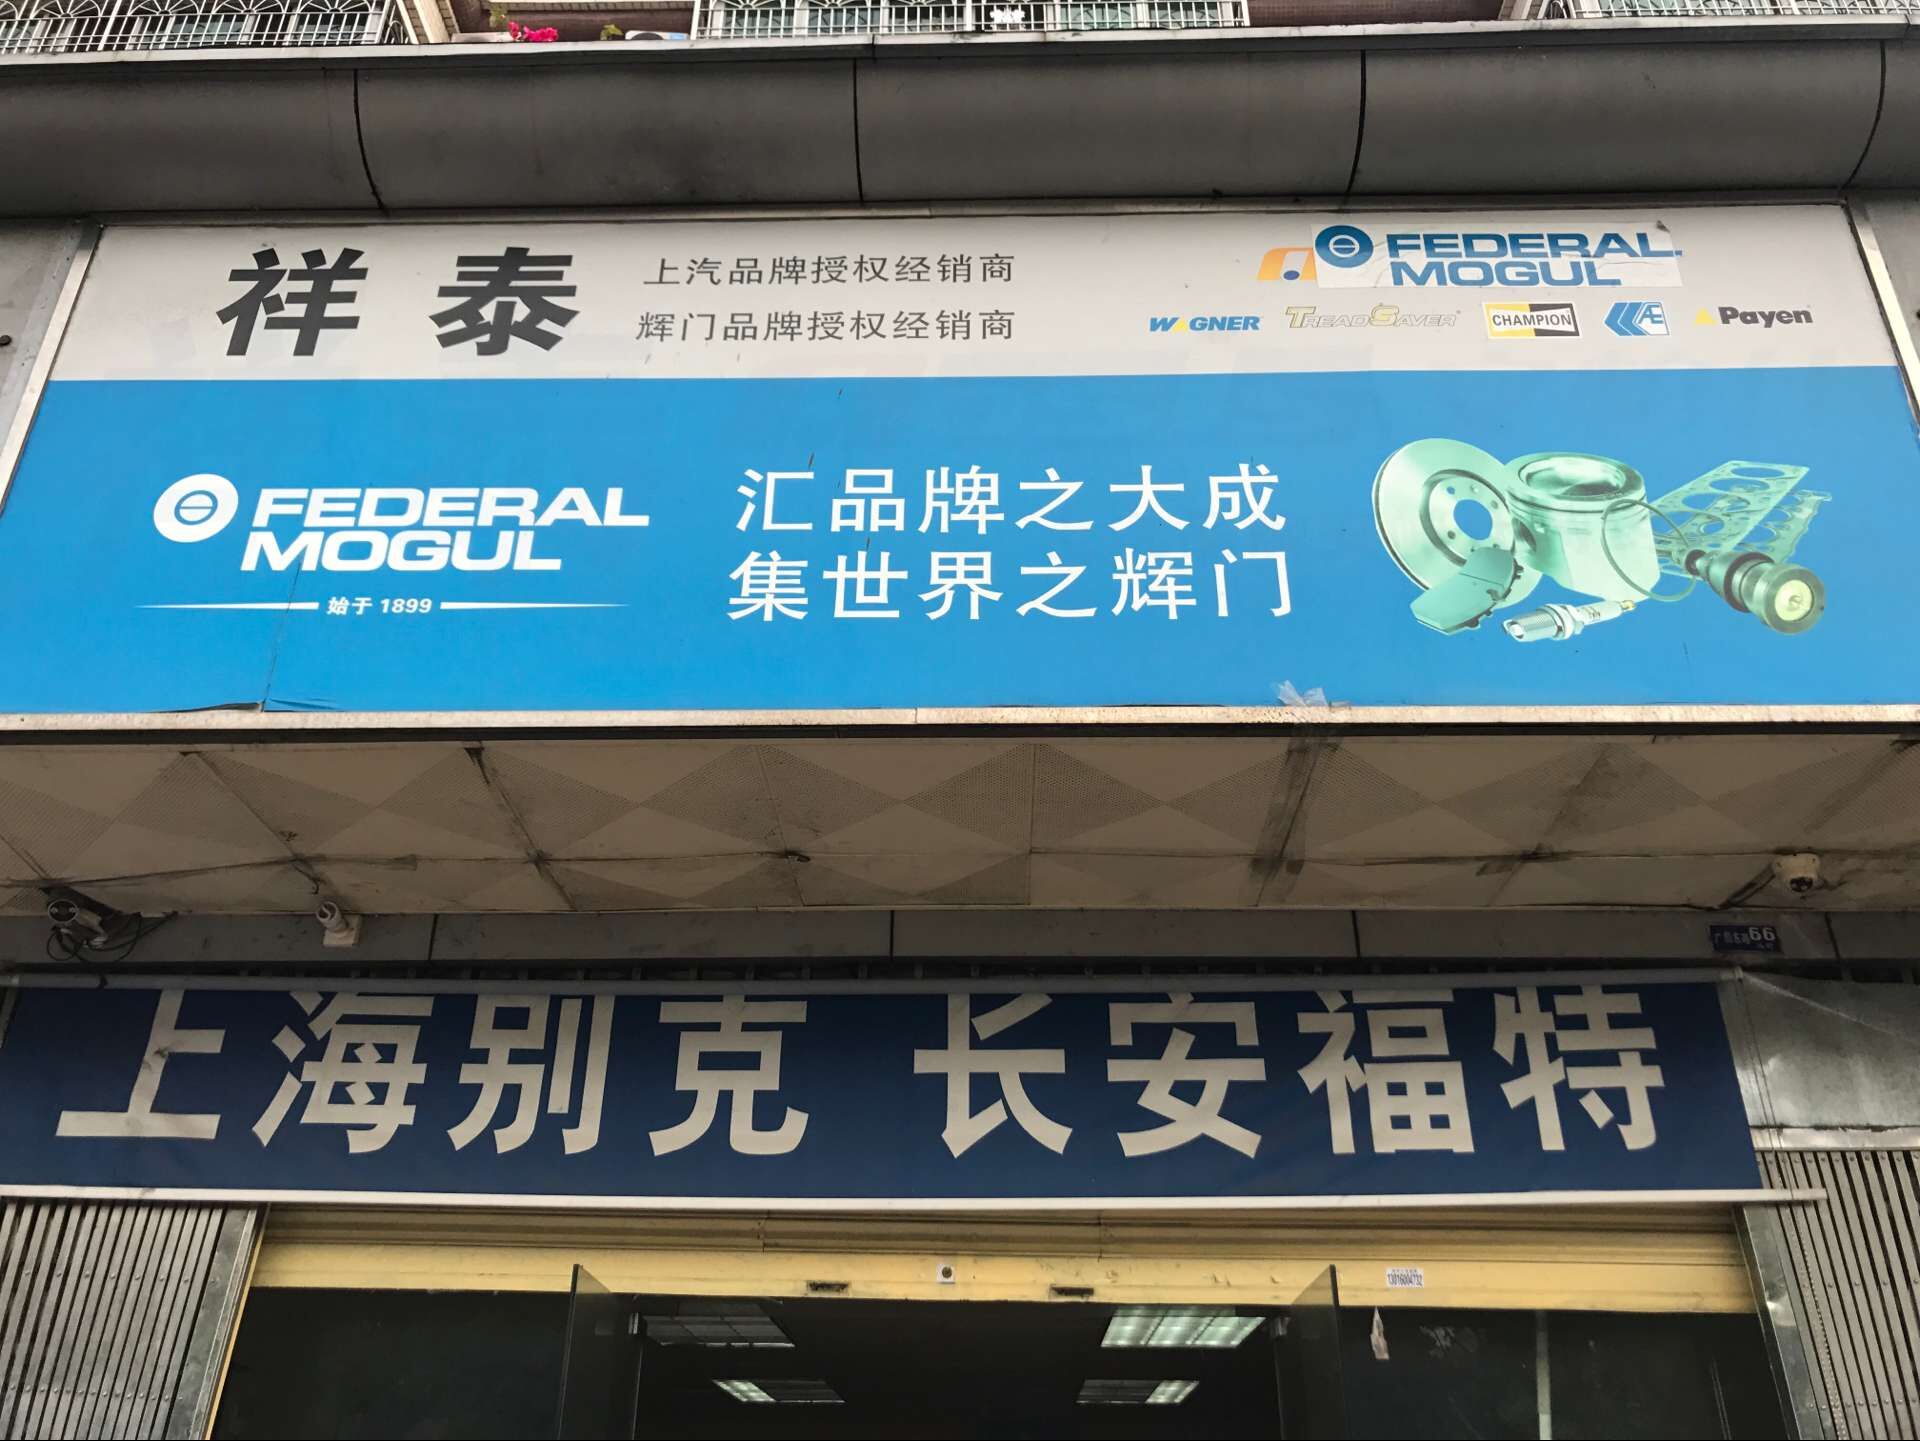 祥泰
上汽品牌授权经销商
辉门品牌授权经销商
FEDERAL
MOGUL
WAGNER TREADSAVER CHAMPION AE Payen
FEDERAL
MOGUL
始于 1899
汇品牌之大成
集世界之辉门
66
上海别克 长安福特
13016004732